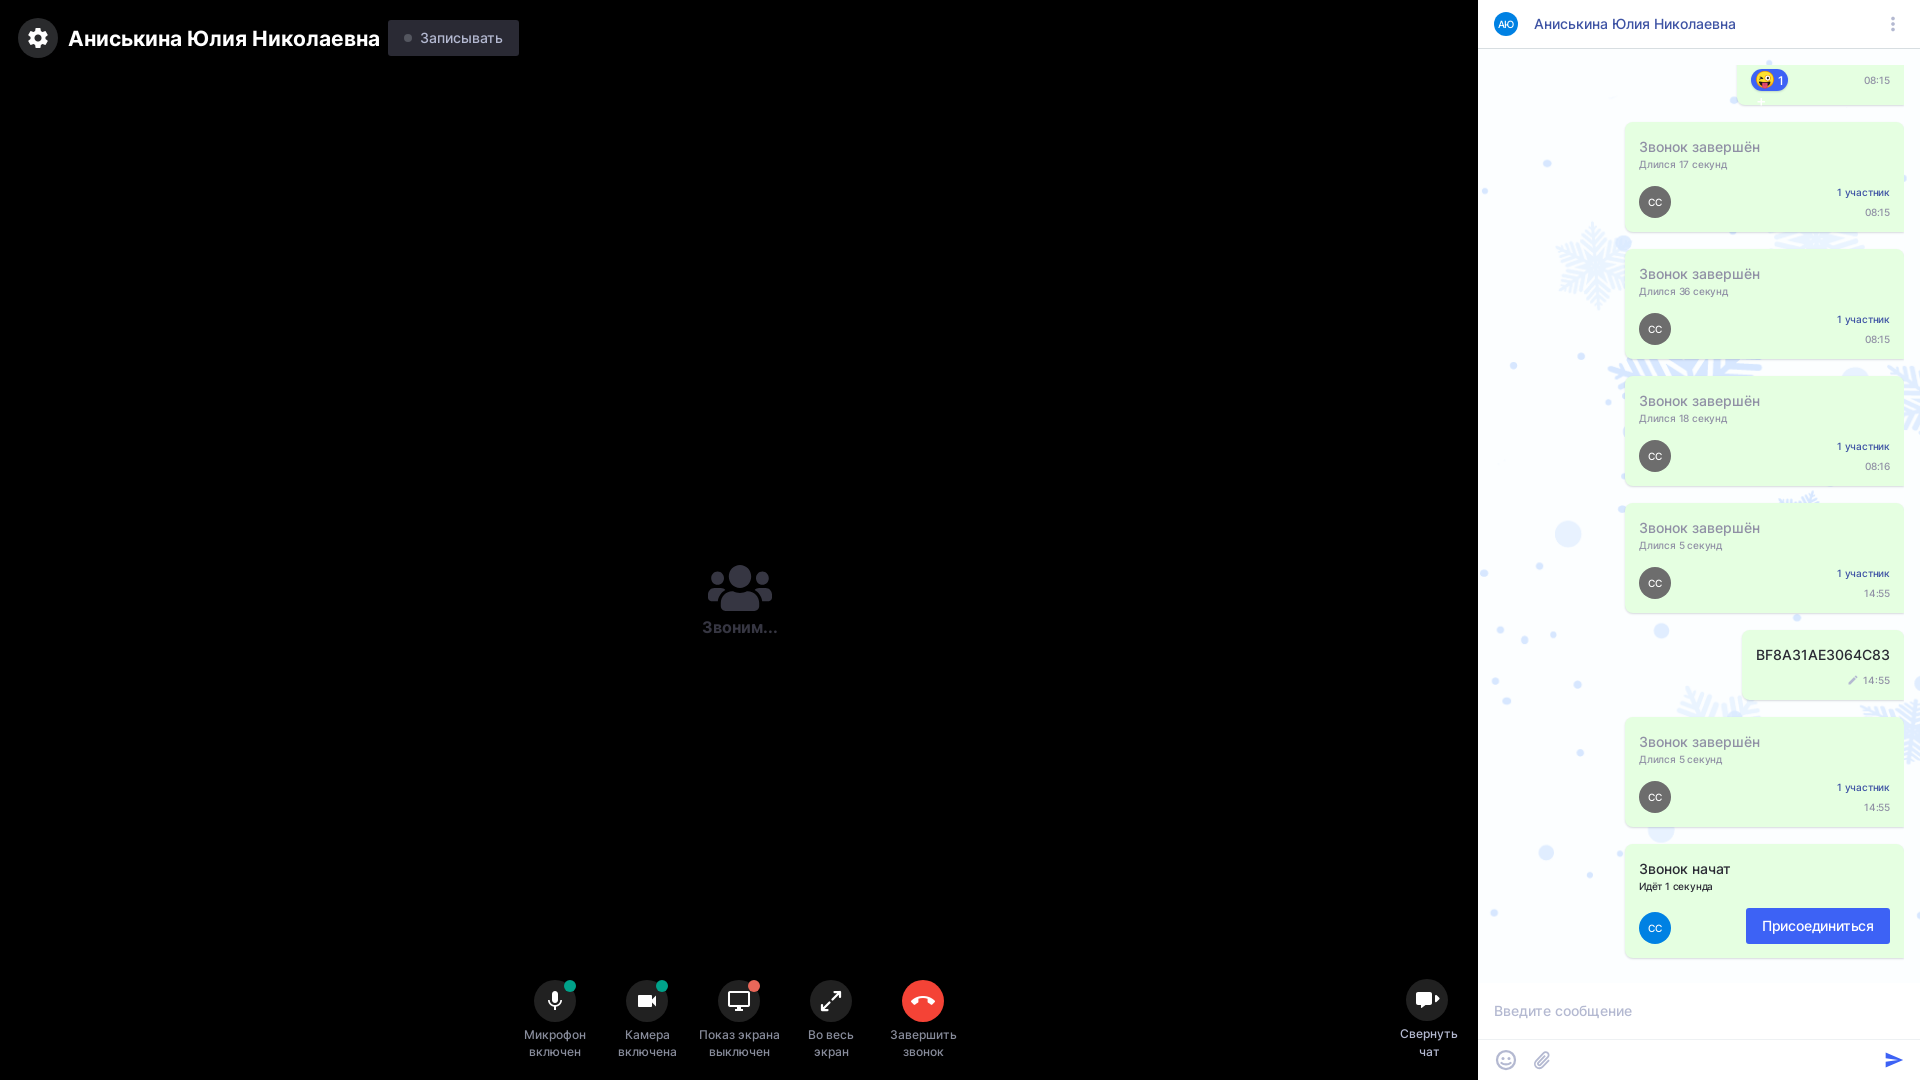 Аниськина Юлия Николаевна
Записывать
Звоним...
Микрофон
включен
Камера
включена
Показ экрана
выключен
Во весь
экран
Завершить
звонок
Свернуть
чат
АЮ
Аниськина Юлия Николаевна
1
08:15
Звонок завершён
Длился 17 секунд
1 участник
СС
08:15
Звонок завершён
Длился 36 секунд
1 участник
СС
08:15
Звонок завершён
Длился 18 секунд
1 участник
СС
08:16
Звонок завершён
Длился 5 секунд
1 участник
СС
14:55
BF8A31AE3064C83
14:55
Звонок завершён
Длился 5 секунд
1 участник
СС
14:55
Звонок начат
Идёт 1 секунда
СС
Присоединиться
Введите сообщение